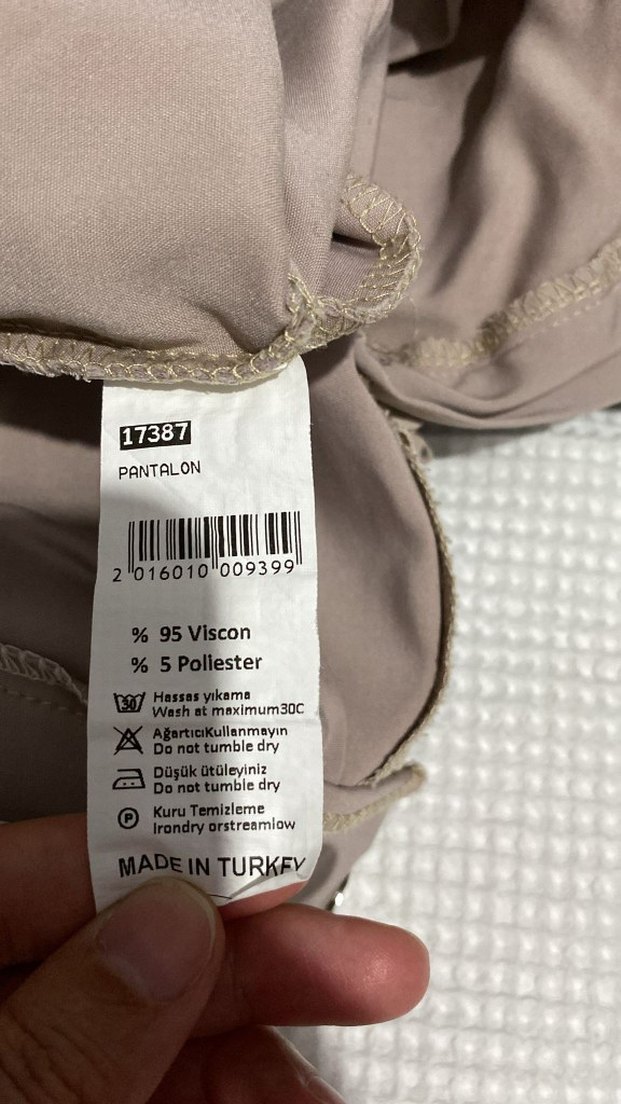 17387
PANTALON
2 016010 009399
% 95 Viscon
% 5 Poliester
30
Hassas yıkama
Wash at maximum30C
AğartıcıKullanmayın
Do not tumble dry
Düşük ütüleyiniz
Do not tumble dry
P
Kuru Temizleme
Irondry orstreamlow
MADE IN TURKEY